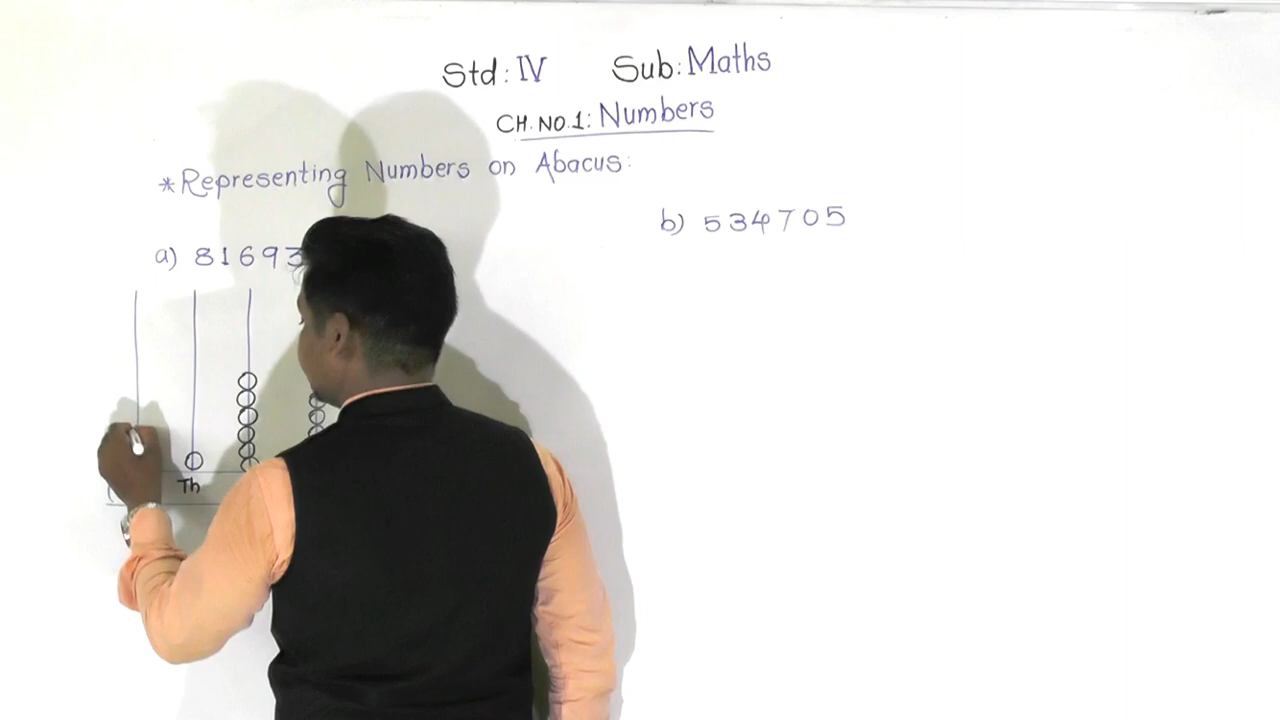 Std: IV Sub: Maths
CH. NO. 1: Numbers
*Representing Numbers on Abacus:
a) 81693
b) 534705
Th